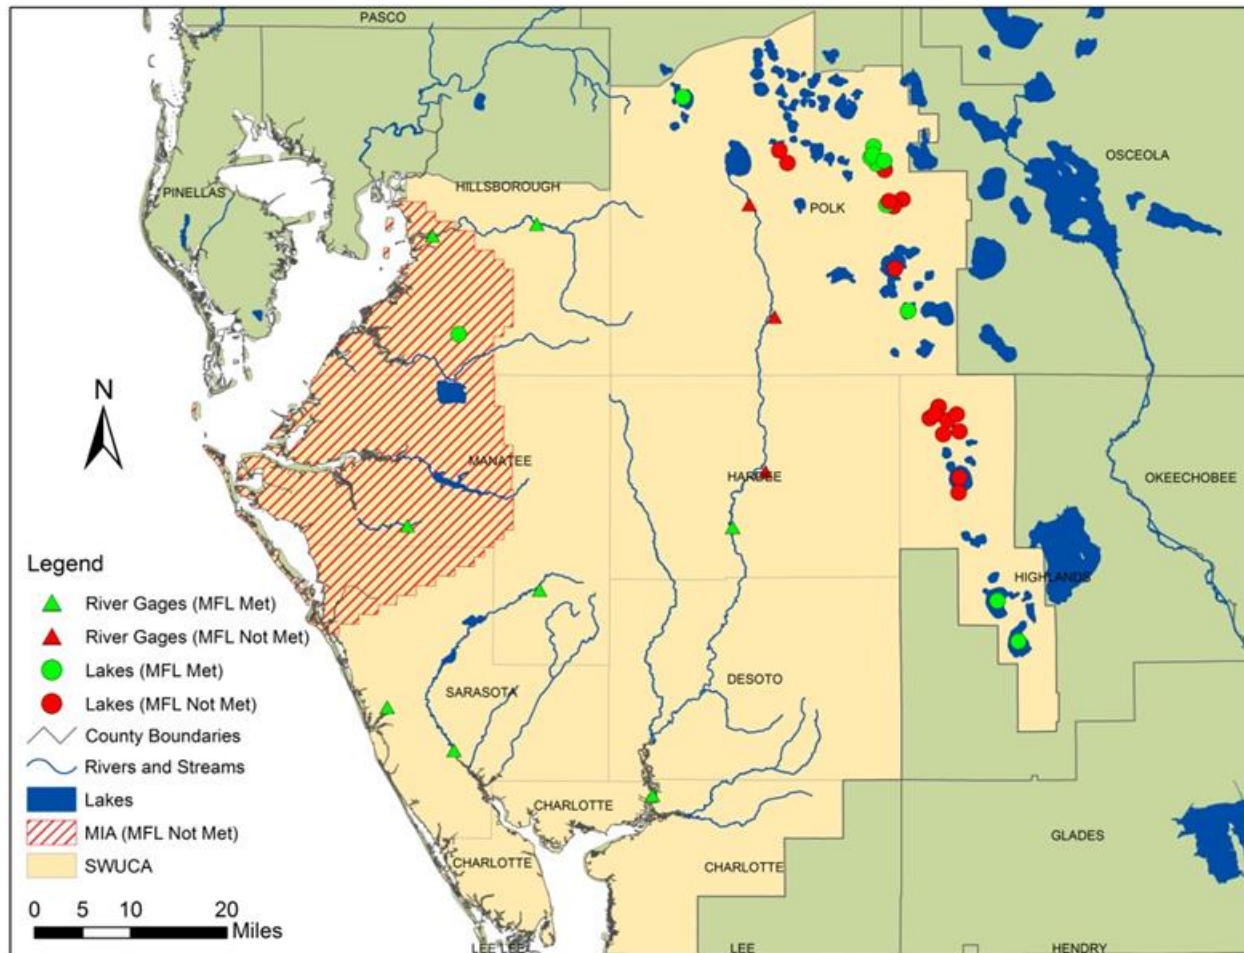 PASCO
OSCEOLA
HILLSBOROUGH
PINELLAS
POLK
N
MANATEE
HARDEE
OKEECHOBEE
HIGHLANDS
SARASOTA
DESOTO
CHARLOTTE
GLADES
CHARLOTTE
CHARLOTTE
LEE LEE
LEE
HENDRY
Legend
River Gages (MFL Met)
River Gages (MFL Not Met)
Lakes (MFL Met)
Lakes (MFL Not Met)
County Boundaries
Rivers and Streams
Lakes
MIA (MFL Not Met)
SWUCA
0 5 10 20
Miles